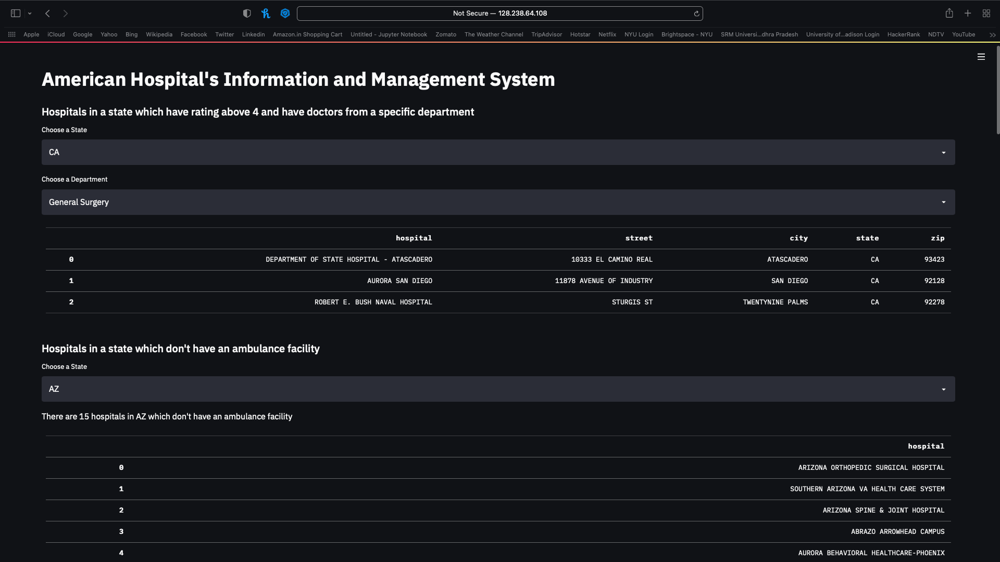 Not Secure — 128.238.64.108
Apple iCloud Google Yahoo Bing Wikipedia Facebook Twitter Linkedin Amazon.in Shopping Cart Untitled - Jupyter Notebook Zomato The Weather Channel TripAdvisor Hotstar Netflix NYU Login Brightspace - NYU SRM Universi...dhra Pradesh University of...adison Login HackerRank NDTV YouTube
American Hospital's Information and Management System
Hospitals in a state which have rating above 4 and have doctors from a specific department
Choose a State
CA
Choose a Department
General Surgery
hospital street city state zip
0 DEPARTMENT OF STATE HOSPITAL - ATASCADERO 10333 EL CAMINO REAL ATASCADERO CA 93423
1 AURORA SAN DIEGO 11878 AVENUE OF INDUSTRY SAN DIEGO CA 92128
2 ROBERT E. BUSH NAVAL HOSPITAL STURGIS ST TWENTYNINE PALMS CA 92278
Hospitals in a state which don't have an ambulance facility
Choose a State
AZ
There are 15 hospitals in AZ which don't have an ambulance facility
hospital
0 ARIZONA ORTHOPEDIC SURGICAL HOSPITAL
1 SOUTHERN ARIZONA VA HEALTH CARE SYSTEM
2 ARIZONA SPINE & JOINT HOSPITAL
3 ABRAZO ARROWHEAD CAMPUS
4 AURORA BEHAVIORAL HEALTHCARE-PHOENIX